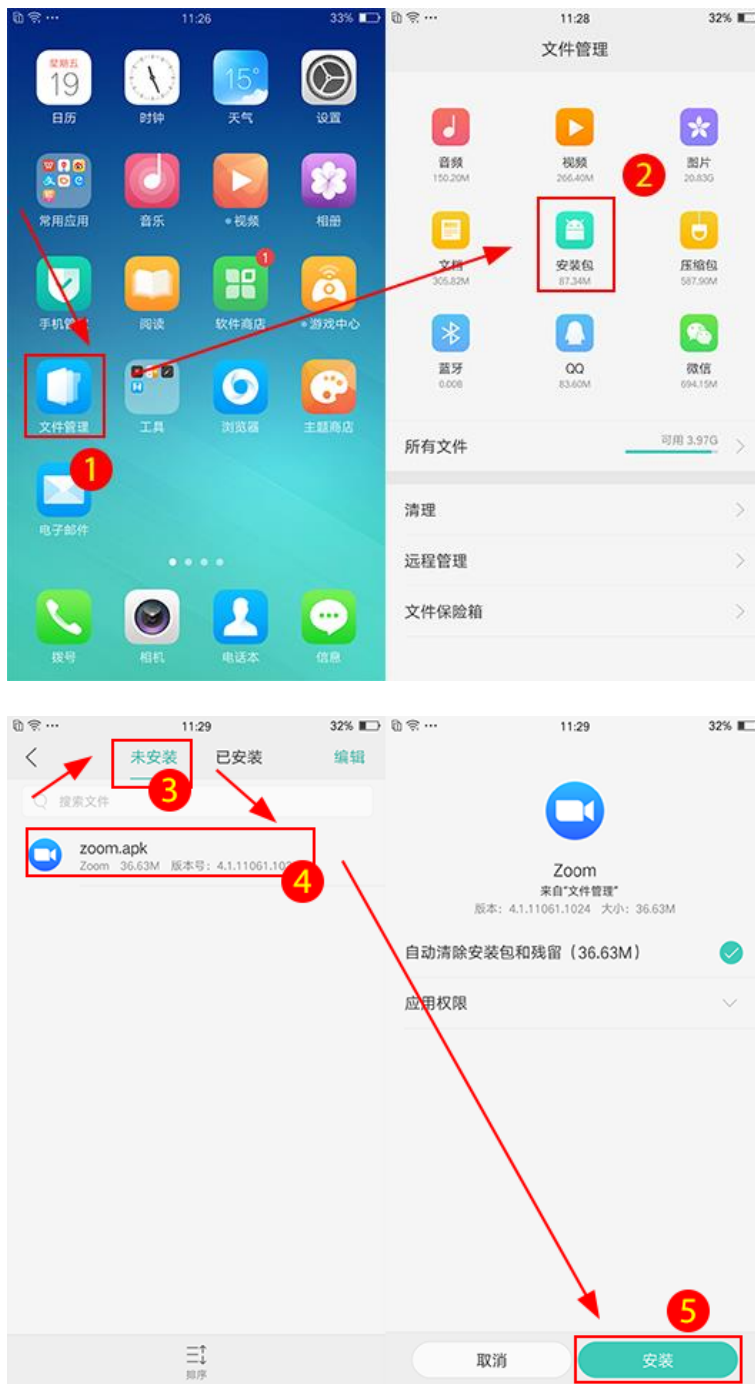 11:26
33%
星期五
19
15°
日历
时钟
天气
设置
常用应用
音乐
视频
相册
1
手机管家
阅读
软件商店
游戏中心
文件管理
工具
浏览器
主题商店
1
电子邮件
拨号
相机
电话本
信息
11:28
32%
文件管理
音频
视频
图片
150.20M
266.40M
20.83G
2
文档
安装包
压缩包
305.82M
87.34M
587.90M
蓝牙
QQ
微信
0.00B
83.60M
694.15M
所有文件
可用 3.97G
清理
远程管理
文件保险箱
11:29
32%
未安装
已安装
编辑
3
搜索文件
zoom.apk
Zoom 36.63M 版本号: 4.1.11061.102
4
排序
11:29
32%
Zoom
来自"文件管理"
版本: 4.1.11061.1024 大小: 36.63M
自动清除安装包和残留（36.63M）
应用权限
5
取消
安装